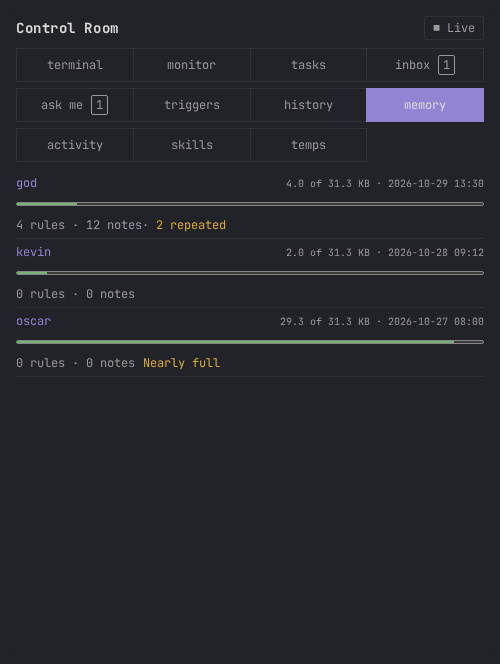 Control Room
■ Live
terminal monitor tasks inbox 1
ask me 1 triggers history memory
activity skills temps
god 4.0 of 31.3 KB · 2026-10-29 13:30
4 rules · 12 notes· 2 repeated
kevin 2.0 of 31.3 KB · 2026-10-28 09:12
0 rules · 0 notes
oscar 29.3 of 31.3 KB · 2026-10-27 08:00
0 rules · 0 notes Nearly full